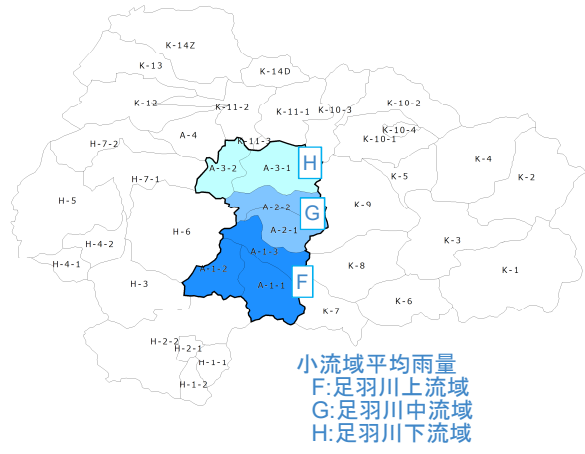 K-14Z
K-13
K-14D
K-12
K-11-2
K-11-1
K-10-3
K-10-2
A-4
K-11-3
K-10-4
K-10-1
H-7-2
A-3-2
A-3-1
H
K-4
K-5
K-2
H-7-1
H-5
A-2-2
G
K-9
H-6
A-2-1
H-4-2
A-1-3
K-3
H-4-1
A-1-2
K-8
K-1
H-3
A-1-1
F
K-6
K-7
H-2-2
H-2-1
H-1-1
H-1-2
小流域平均雨量
F:足羽川上流域
G:足羽川中流域
H:足羽川下流域